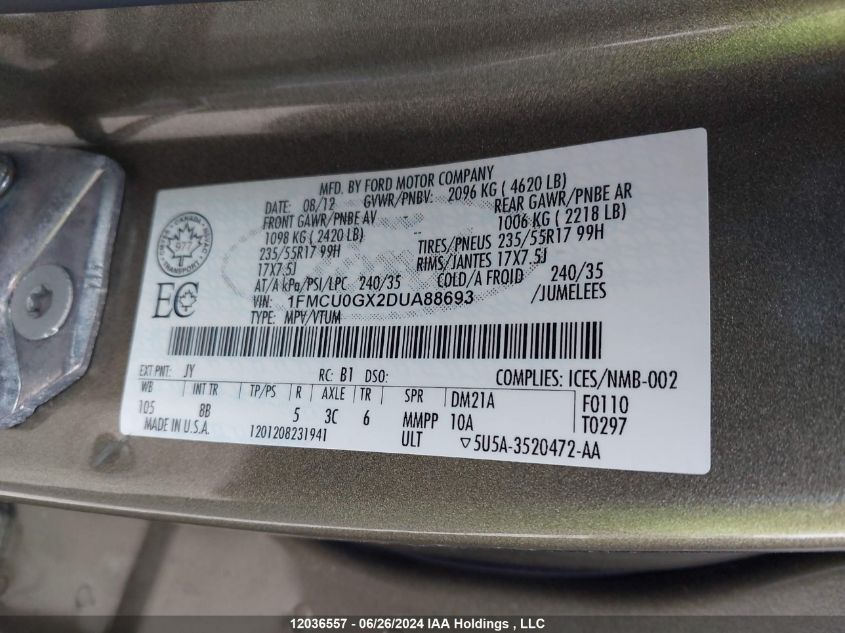 MFD. BY FORD MOTOR COMPANY
DATE: 08/12 GVWR/PNBV: 2096 KG ( 4620 LB)
FRONT GAWR/PNBE AV - REAR GAWR/PNBE AR
1098 KG ( 2420 LB) 1006 KG ( 2218 LB)
235/55R17 99H TIRES/PNEUS 235/55R17 99H
17X7.5J RIMS/JANTES 17X7.5J
AT/A kPa/PSI/LPC 240/35 COLD/A FROID 240/35
VIN: 1FMCU0GX2DUA88693 /JUMELEES
TYPE: MPV/VTUM
977
CANADA
TRANSPORT
EC
EXT PNT: JY RC: B1 DSO: COMPLIES: ICES/NMB-002
WB INT TR TP/PS R AXLE TR SPR DM21A F0110
105 8B 5 3C 6 MMPP 10A T0297
MADE IN U.S.A. 1201208231941 ULT ▽5U5A-3520472-AA
12036557 - 06/26/2024 IAA Holdings , LLC